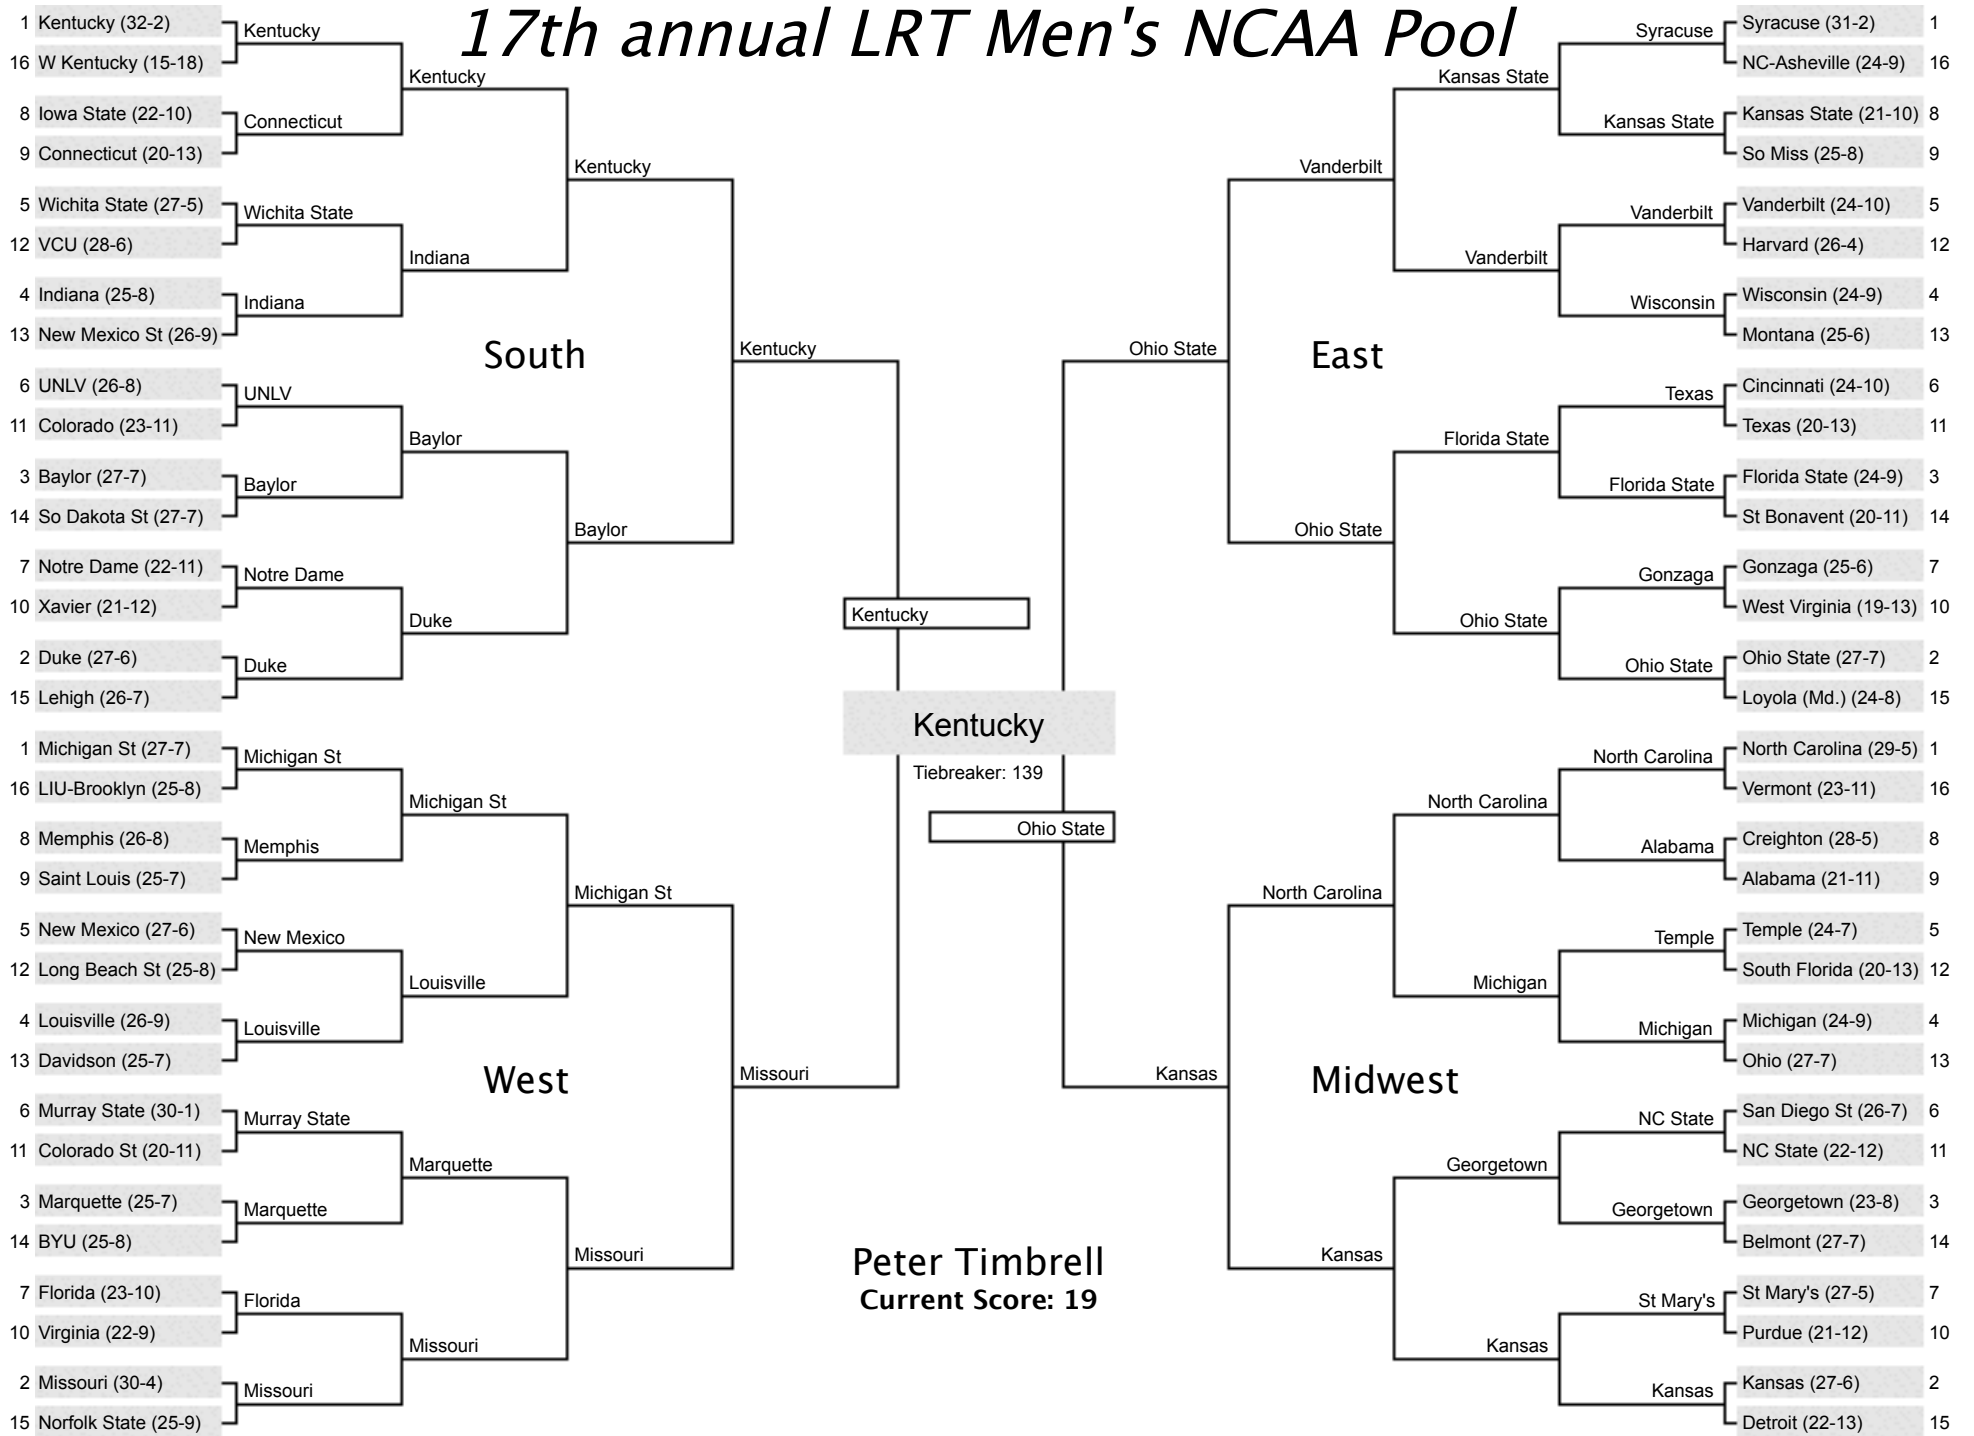 17th annual LRT Men's NCAA Pool
1 Kentucky (32-2)
16 W Kentucky (15-18)
8 Iowa State (22-10)
9 Connecticut (20-13)
5 Wichita State (27-5)
12 VCU (28-6)
4 Indiana (25-8)
13 New Mexico St (26-9)
6 UNLV (26-8)
11 Colorado (23-11)
3 Baylor (27-7)
14 So Dakota St (27-7)
7 Notre Dame (22-11)
10 Xavier (21-12)
2 Duke (27-6)
15 Lehigh (26-7)
Kentucky
Connecticut
Wichita State
Indiana
UNLV
Baylor
Notre Dame
Duke
Kentucky
Indiana
Baylor
Duke
Kentucky
Baylor
Kentucky
South
1 Michigan St (27-7)
16 LIU-Brooklyn (25-8)
8 Memphis (26-8)
9 Saint Louis (25-7)
5 New Mexico (27-6)
12 Long Beach St (25-8)
4 Louisville (26-9)
13 Davidson (25-7)
6 Murray State (30-1)
11 Colorado St (20-11)
3 Marquette (25-7)
14 BYU (25-8)
7 Florida (23-10)
10 Virginia (22-9)
2 Missouri (30-4)
15 Norfolk State (25-9)
Michigan St
Memphis
New Mexico
Louisville
Murray State
Marquette
Florida
Missouri
Michigan St
Louisville
Marquette
Missouri
Michigan St
Missouri
Missouri
West
Kentucky
Kentucky
Tiebreaker: 139
Ohio State
Peter Timbrell
Current Score: 19
Syracuse (31-2) 1
NC-Asheville (24-9) 16
Kansas State (21-10) 8
So Miss (25-8) 9
Vanderbilt (24-10) 5
Harvard (26-4) 12
Wisconsin (24-9) 4
Montana (25-6) 13
Cincinnati (24-10) 6
Texas (20-13) 11
Florida State (24-9) 3
St Bonavent (20-11) 14
Gonzaga (25-6) 7
West Virginia (19-13) 10
Ohio State (27-7) 2
Loyola (Md.) (24-8) 15
Syracuse
Kansas State
Vanderbilt
Wisconsin
Texas
Florida State
Gonzaga
Ohio State
Kansas State
Vanderbilt
Florida State
Ohio State
Vanderbilt
Ohio State
Ohio State
East
North Carolina (29-5) 1
Vermont (23-11) 16
Creighton (28-5) 8
Alabama (21-11) 9
Temple (24-7) 5
South Florida (20-13) 12
Michigan (24-9) 4
Ohio (27-7) 13
San Diego St (26-7) 6
NC State (22-12) 11
Georgetown (23-8) 3
Belmont (27-7) 14
St Mary's (27-5) 7
Purdue (21-12) 10
Kansas (27-6) 2
Detroit (22-13) 15
North Carolina
Alabama
Temple
Michigan
NC State
Georgetown
St Mary's
Kansas
North Carolina
Michigan
Georgetown
Kansas
North Carolina
Kansas
Kansas
Midwest